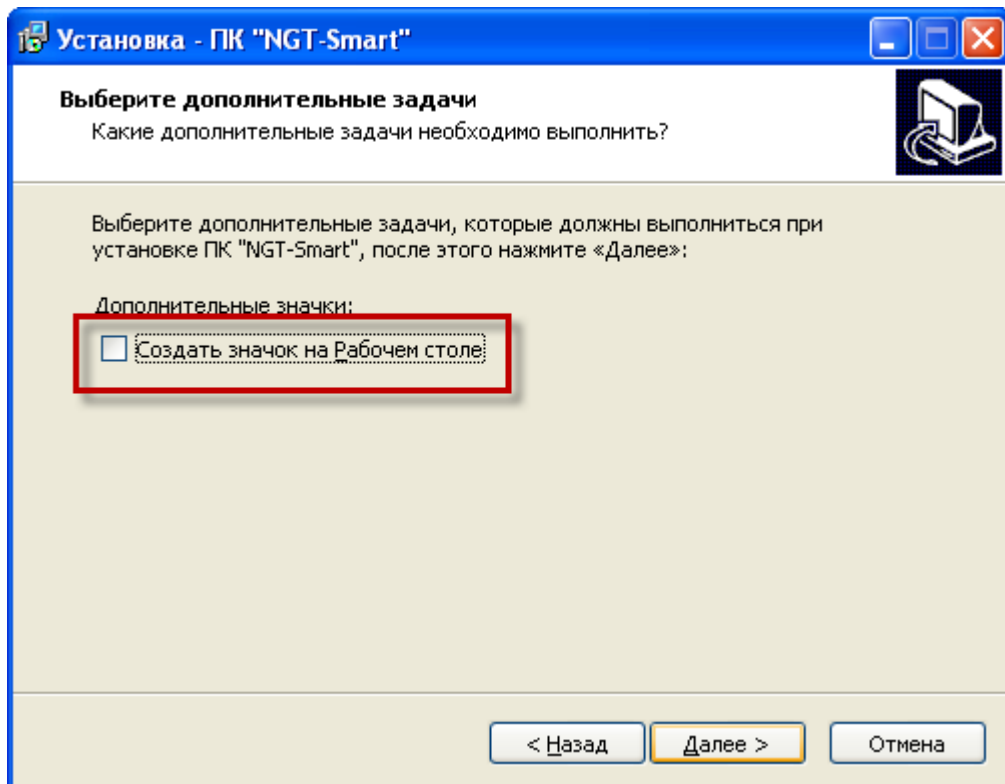 Установка - ПК "NGT-Smart"
Выберите дополнительные задачи
Какие дополнительные задачи необходимо выполнить?
Выберите дополнительные задачи, которые должны выполниться при
установке ПК "NGT-Smart", после этого нажмите «Далее»:
Дополнительные значки:
Создать значок на Рабочем столе
< Назад Далее > Отмена